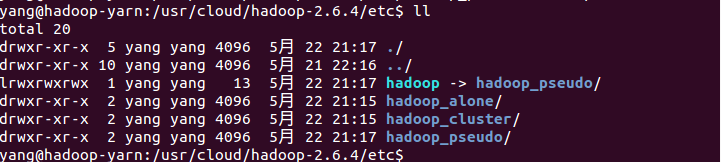 yang@hadoop-yarn:/usr/cloud/hadoop-2.6.4/etc$ ll
total 20
drwxr-xr-x  5 yang yang 4096  5月 22 21:17 ./
drwxr-xr-x 10 yang yang 4096  5月 21 22:16 ../
lrwxrwxrwx  1 yang yang   13  5月 22 21:17 hadoop -> hadoop_pseudo/
drwxr-xr-x  2 yang yang 4096  5月 22 21:15 hadoop_alone/
drwxr-xr-x  2 yang yang 4096  5月 22 21:15 hadoop_cluster/
drwxr-xr-x  2 yang yang 4096  5月 22 21:17 hadoop_pseudo/
yang@hadoop-yarn:/usr/cloud/hadoop-2.6.4/etc$